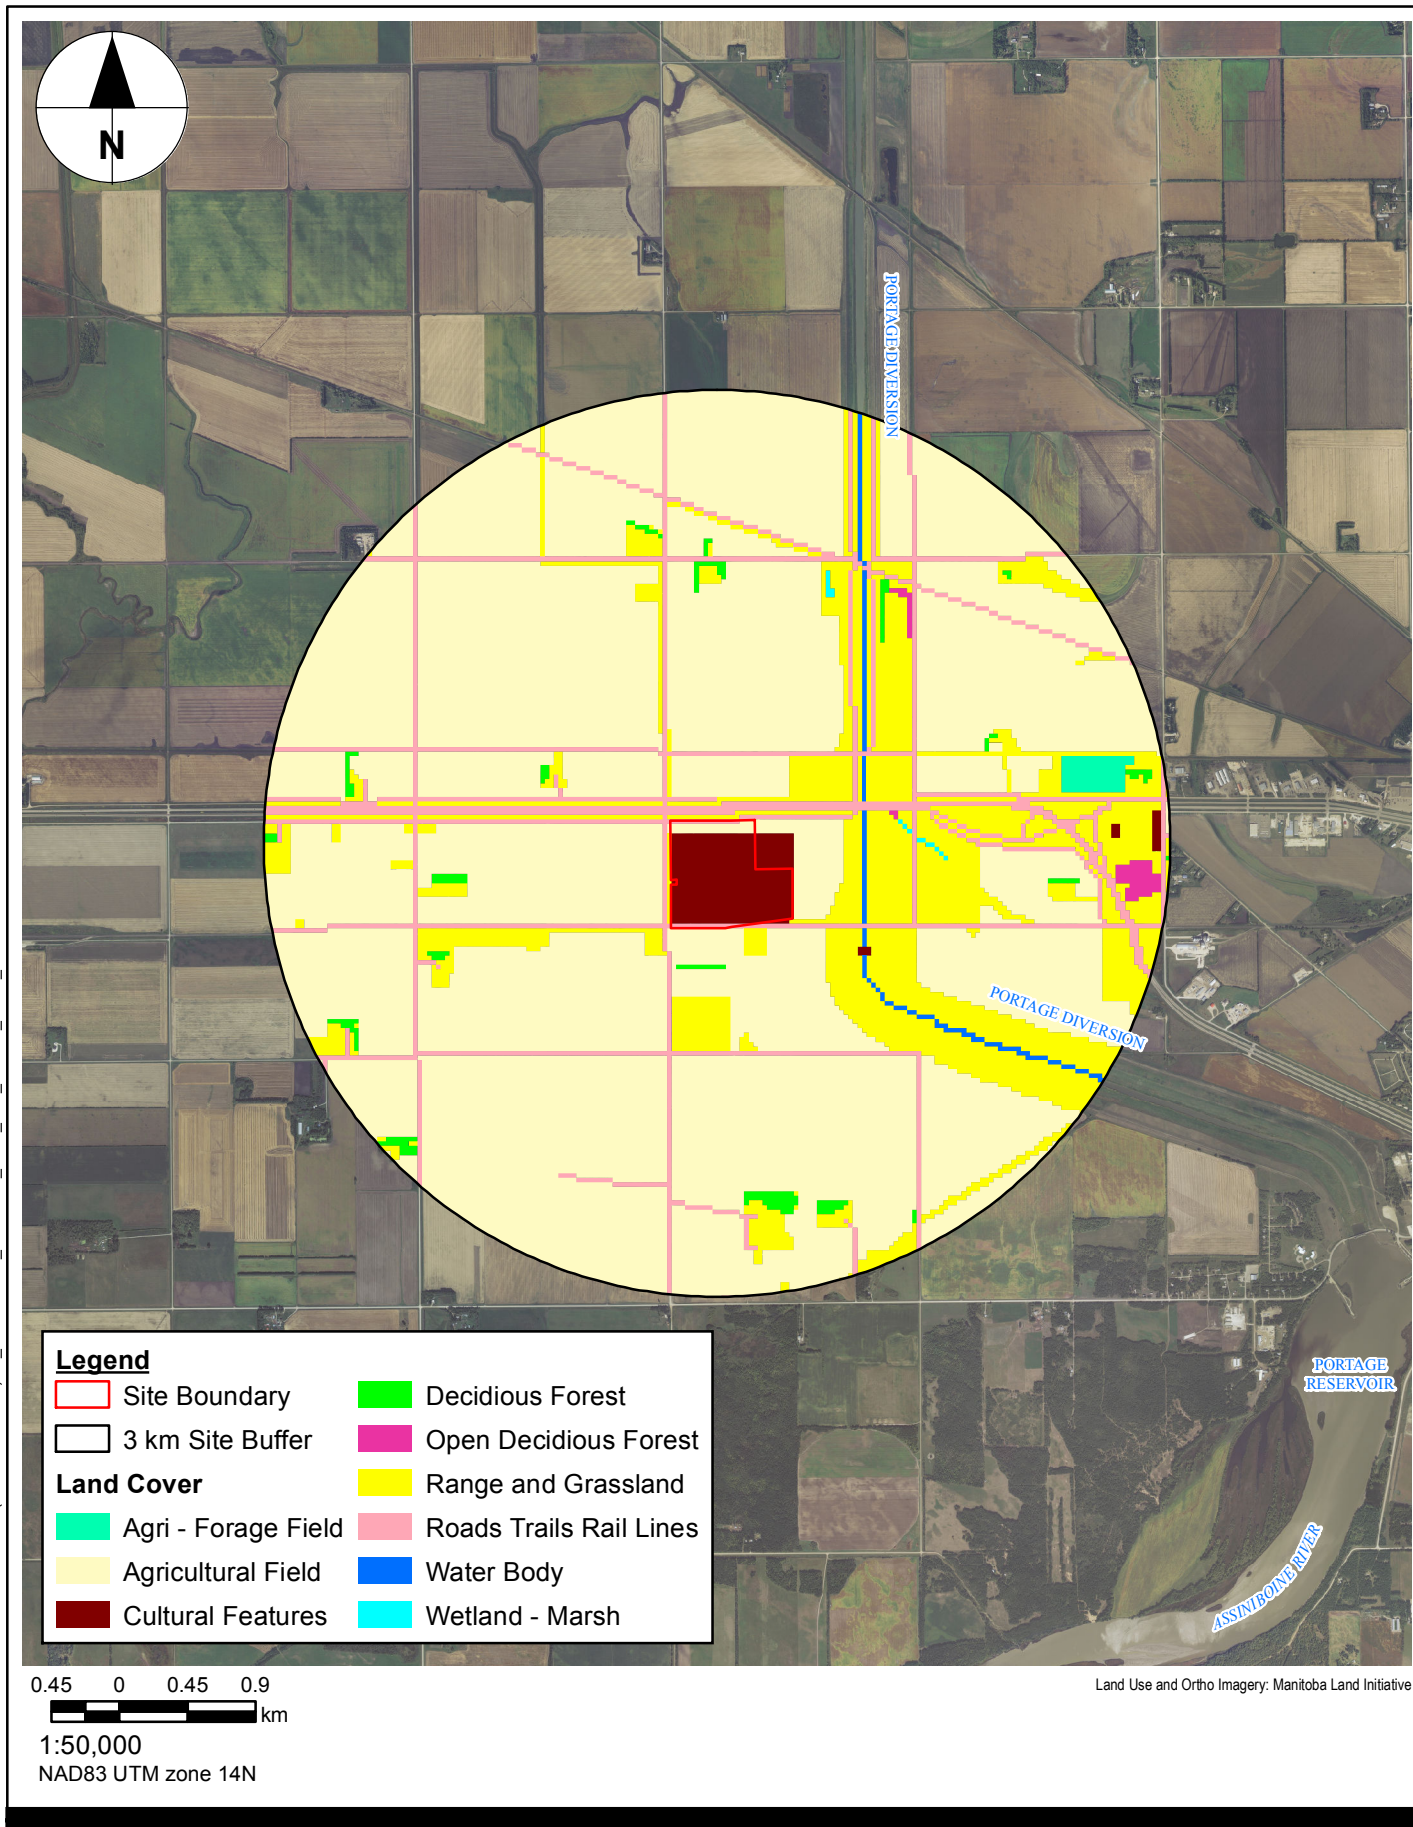 N
PORTAGE DIVERSION
PORTAGE DIVERSION
PORTAGE
RESERVOIR
ASSINIBOINE RIVER
Legend
Site Boundary
3 km Site Buffer
Land Cover
Agri - Forage Field
Agricultural Field
Cultural Features
Decidious Forest
Open Decidious Forest
Range and Grassland
Roads Trails Rail Lines
Water Body
Wetland - Marsh
0.45 0 0.45 0.9
km
1:50,000
NAD83 UTM zone 14N
Land Use and Ortho Imagery: Manitoba Land Initiative